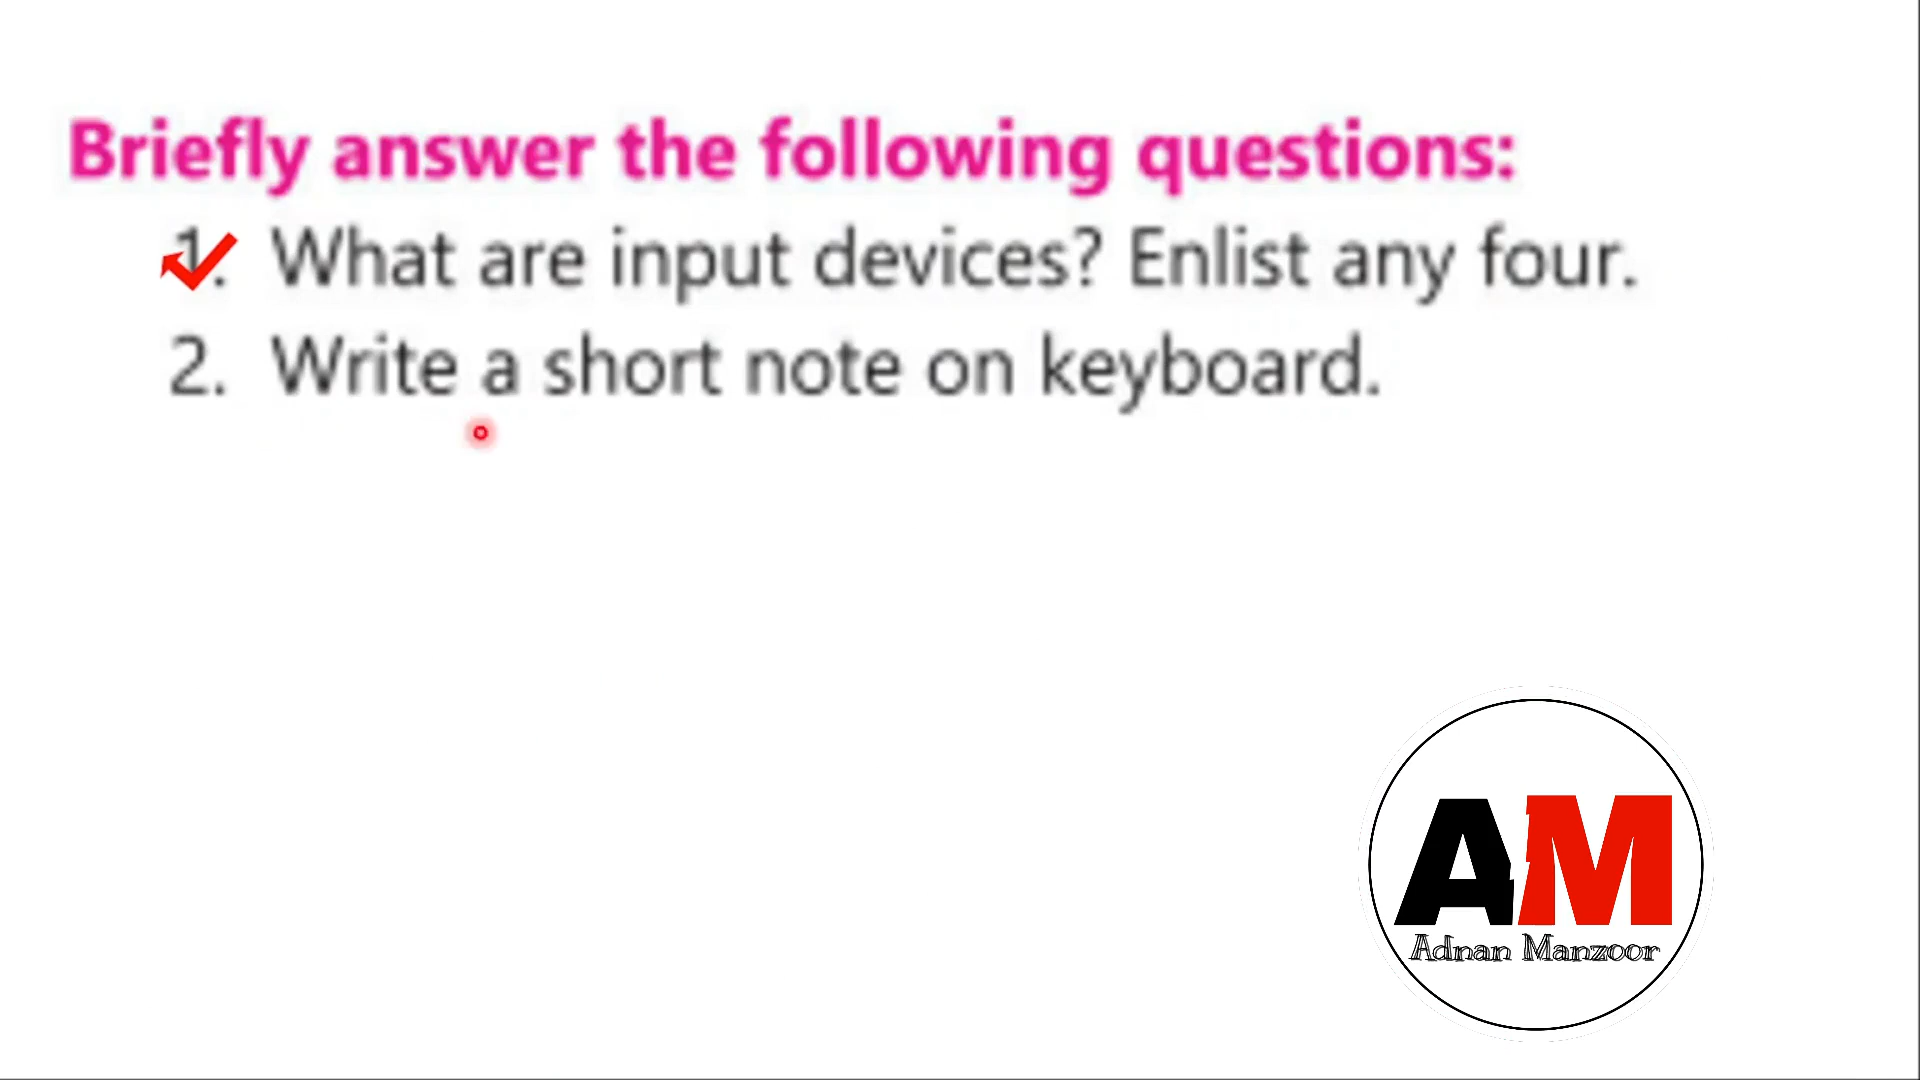 Briefly answer the following questions:
1. What are input devices? Enlist any four.
2. Write a short note on keyboard.
AM
Adnan Manzoor